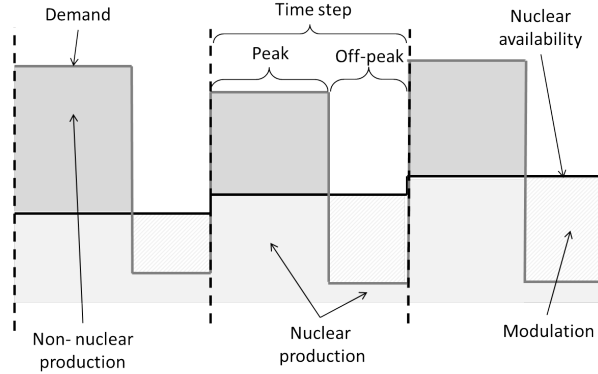 Demand
Time step
Nuclear
availability
Peak
Off-peak
Non- nuclear
production
Nuclear
production
Modulation